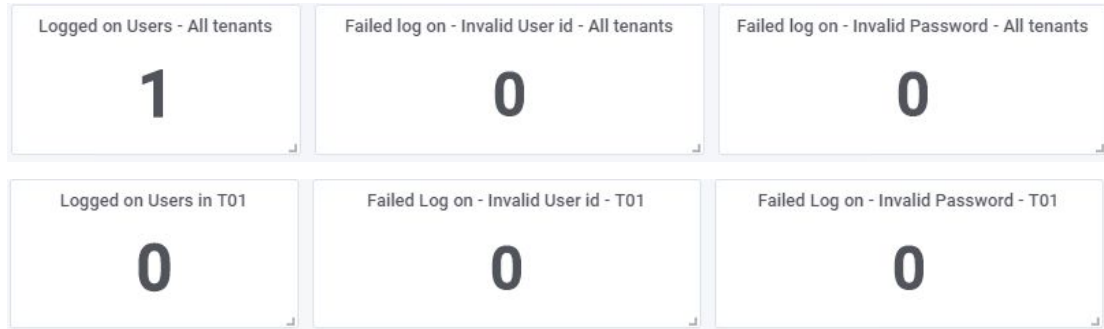 Logged on Users - All tenants
Failed log on - Invalid User id - All tenants
Failed log on - Invalid Password - All tenants
1
0
0
Logged on Users in T01
Failed Log on - Invalid User id - T01
Failed Log on - Invalid Password - T01
0
0
0